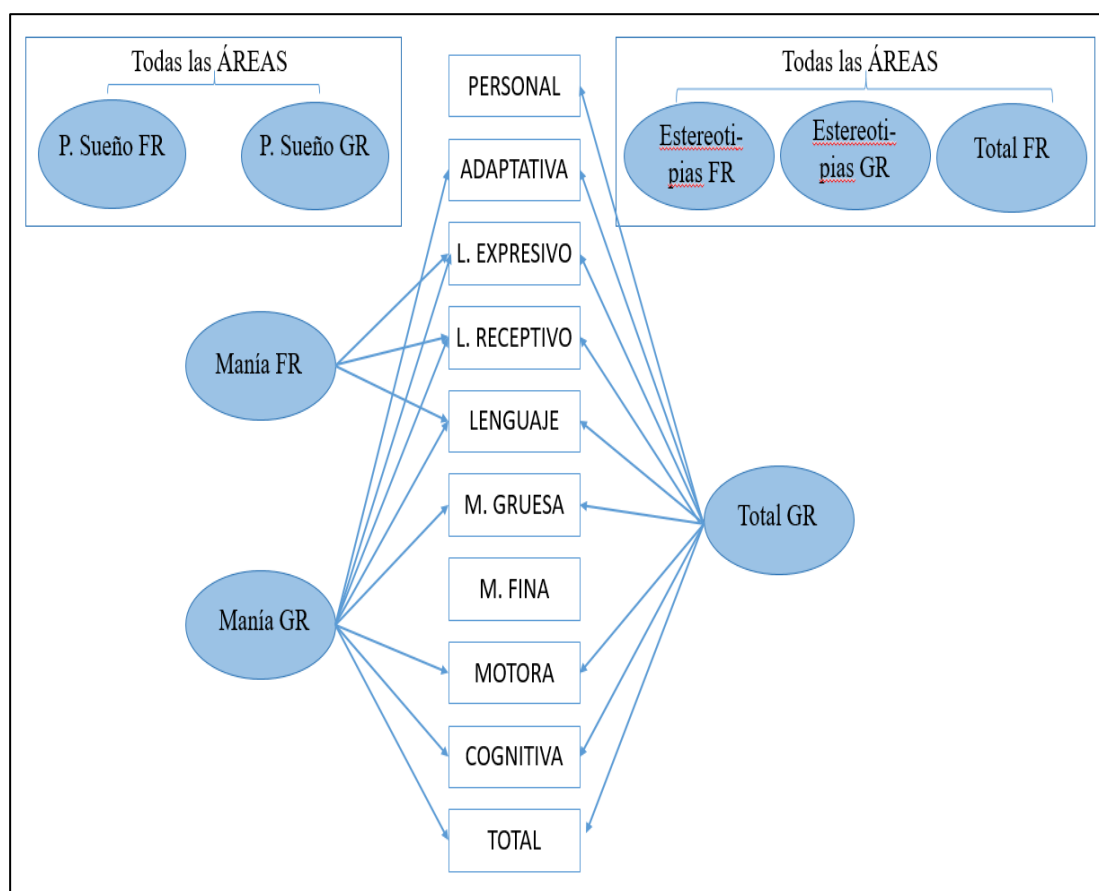 Todas las ÁREAS
P. Sueño FR
P. Sueño GR
Todas las ÁREAS
Estereoti-
pias FR
Estereoti-
pias GR
Total FR
PERSONAL
ADAPTATIVA
L. EXPRESIVO
L. RECEPTIVO
LENGUAJE
M. GRUESA
M. FINA
MOTORA
COGNITIVA
TOTAL
Manía FR
Manía GR
Total GR